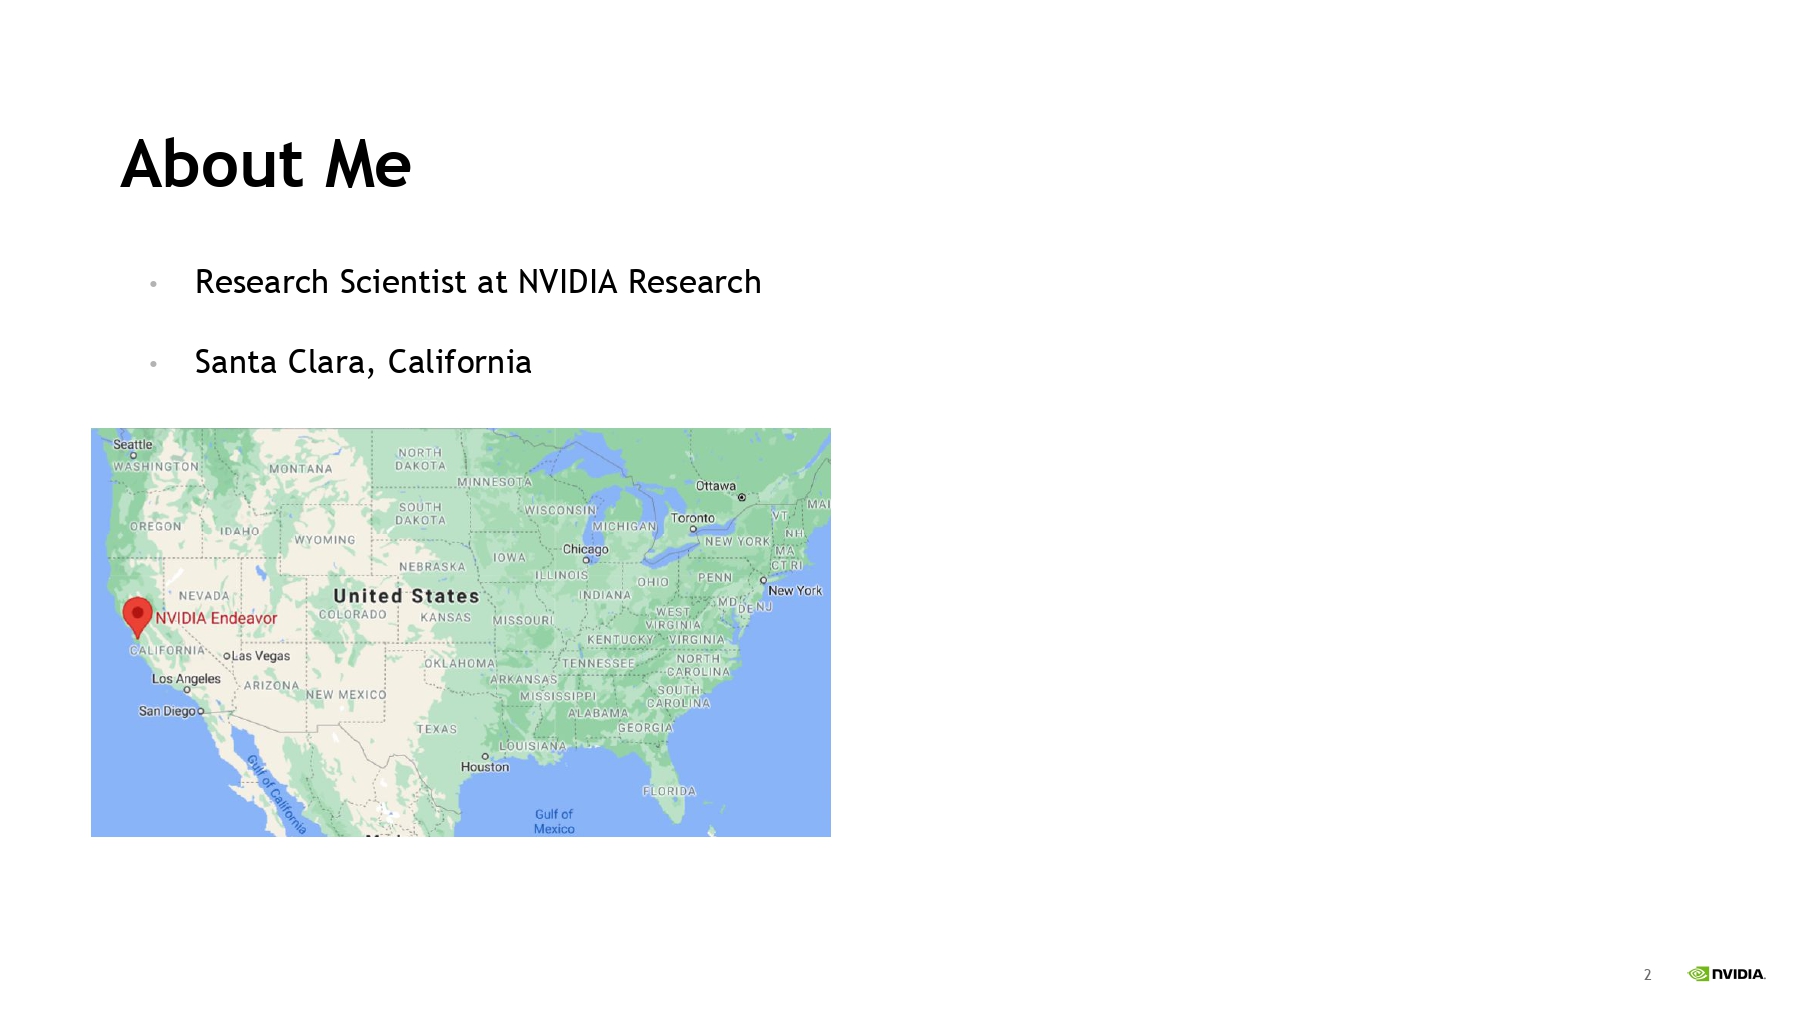 About Me
• Research Scientist at NVIDIA Research
• Santa Clara, California
Seattle
WASHINGTON
MONTANA
NORTH
DAKOTA
MINNESOTA
Ottawa
SOUTH
DAKOTA
WISCONSIN
MICHIGAN
Toronto
VT
MAI
OREGON
IDAHO
WYOMING
NEW YORK
NH
MA
CT RI
Chicago
IOWA
NEBRASKA
ILLINOIS
OHIO
PENN
INDIANA
New York
NEVADA
United States
MD
DE
NJ
COLORADO
KANSAS
MISSOURI
WEST
VIRGINIA
NVIDIA Endeavor
KENTUCKY
VIRGINIA
CALIFORNIA
Las Vegas
OKLAHOMA
TENNESSEE
NORTH
CAROLINA
Los Angeles
ARIZONA
NEW MEXICO
ARKANSAS
MISSISSIPPI
SOUTH
CAROLINA
San Diego
ALABAMA
TEXAS
GEORGIA
LOUISIANA
Houston
Gulf of California
FLORIDA
Gulf of
Mexico
2
NVIDIA.